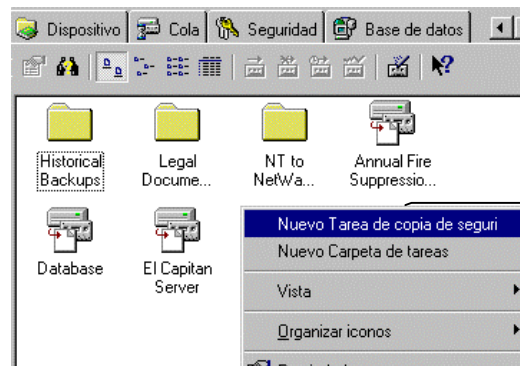 Dispositivo Cola Seguridad Base de datos
Historical Legal NT to Annual Fire
Backups Docume... NetWa... Suppressio...
Database El Capitan
Server
Nuevo Tarea de copia de seguri
Nuevo Carpeta de tareas
Vista
Organizar iconos